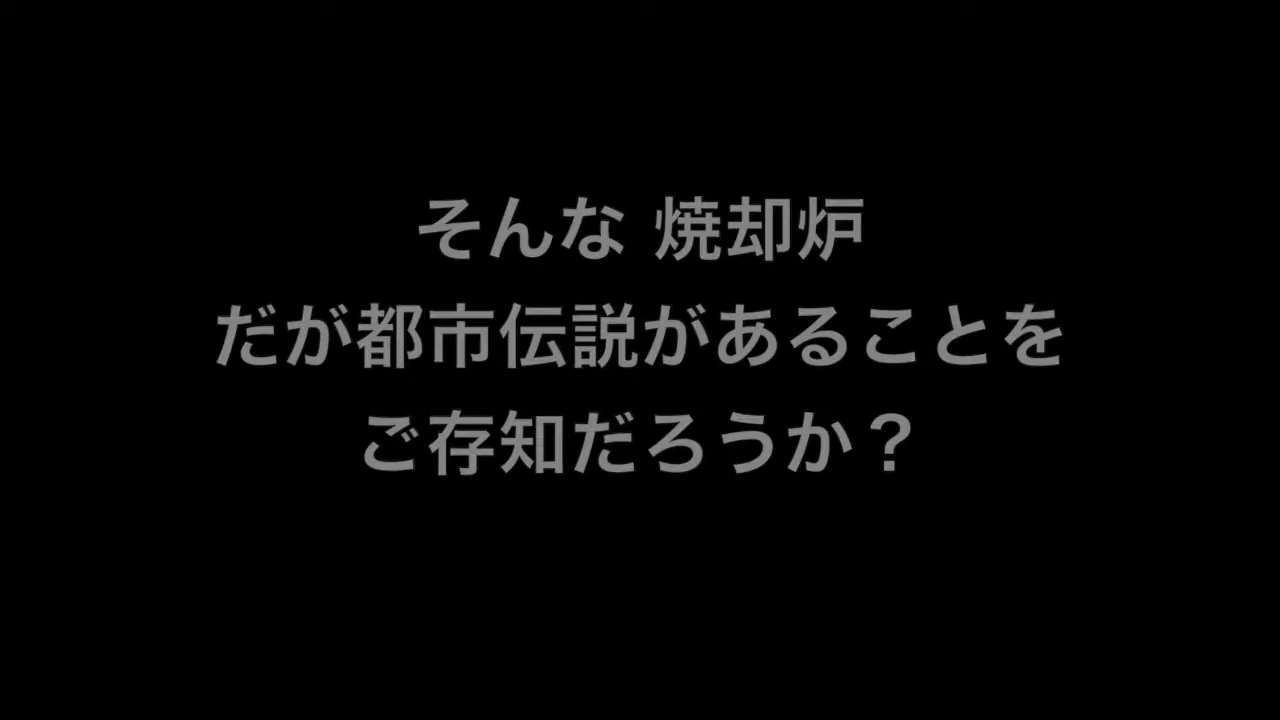 そんな 焼却炉
だが都市伝説があることを
ご存知だろうか？